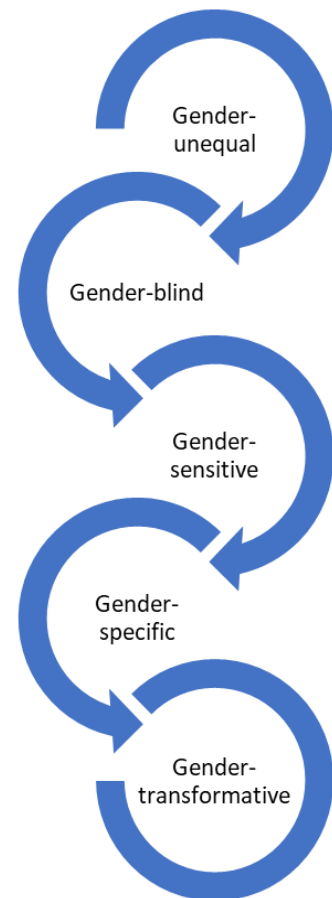 Gender-
unequal
Gender-blind
Gender-
sensitive
Gender-
specific
Gender-
transformative